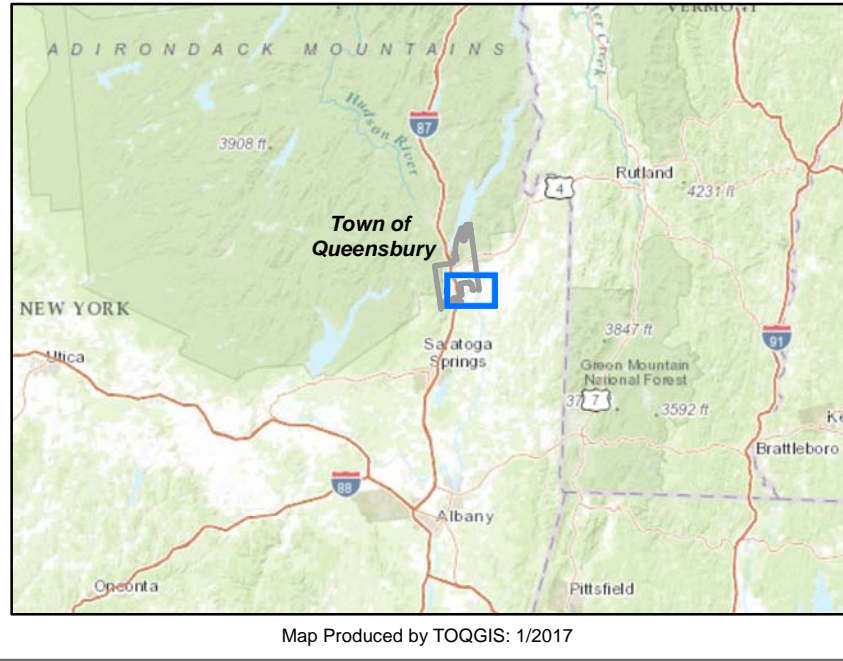 VERMONT
ADIRONDACK MOUNTAINS
Hudson River
87
3908 ft.
Rutland
4
4231 ft
Town of
Queensbury
NEW YORK
3847 ft
Utica
Saratoga
Springs
91
Green Mountain
National Forest
7
3592 ft
Brattleboro
88
Albany
Oneonta
Pittsfield
Map Produced by TOQGIS: 1/2017